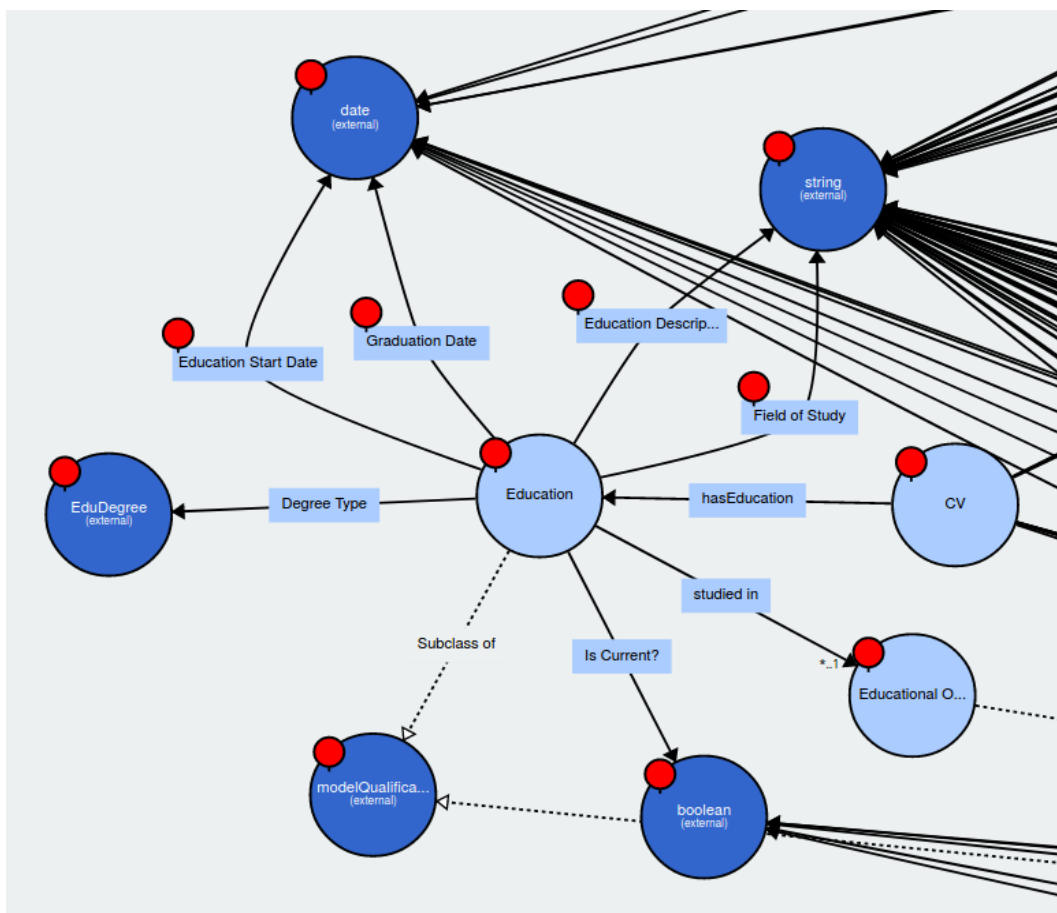 date
(external)
string
(external)
Education Start Date
Graduation Date
Education Descrip...
Field of Study
EduDegree
(external)
Degree Type
Education
hasEducation
CV
studied in
Subclass of
Is Current?
*..1
Educational O...
modelQualifica...
(external)
boolean
(external)